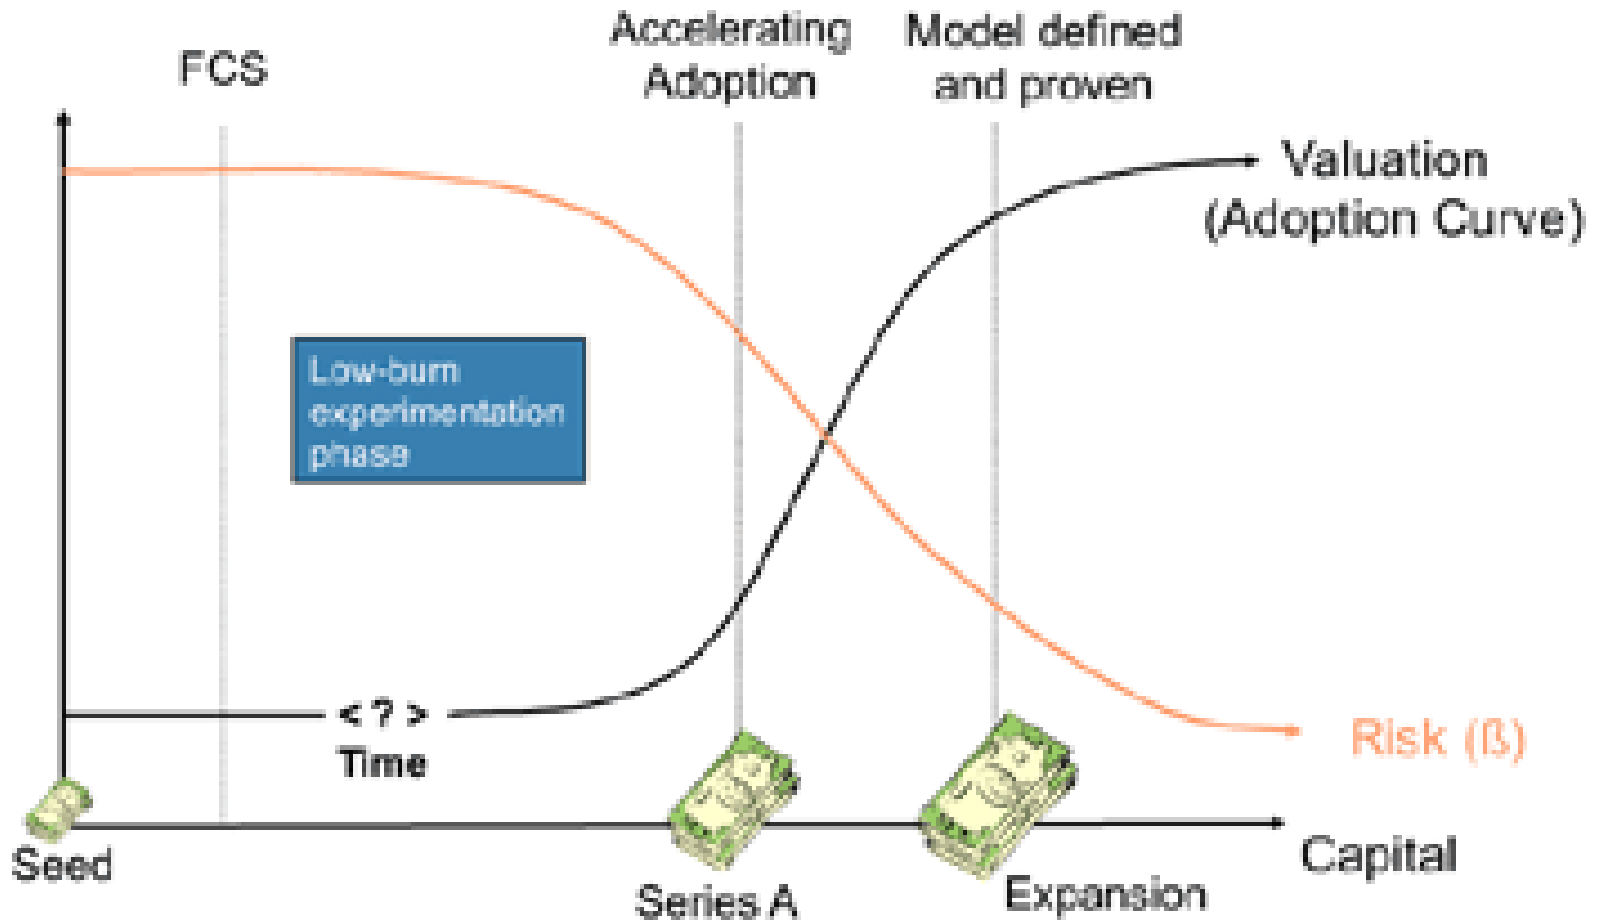 FCS
Accelerating
Adoption
Model defined
and proven
Valuation
(Adoption Curve)
Low-burn
experimentation
phase
< ? >
Time
Risk (ß)
Seed
Series A
Expansion
Capital